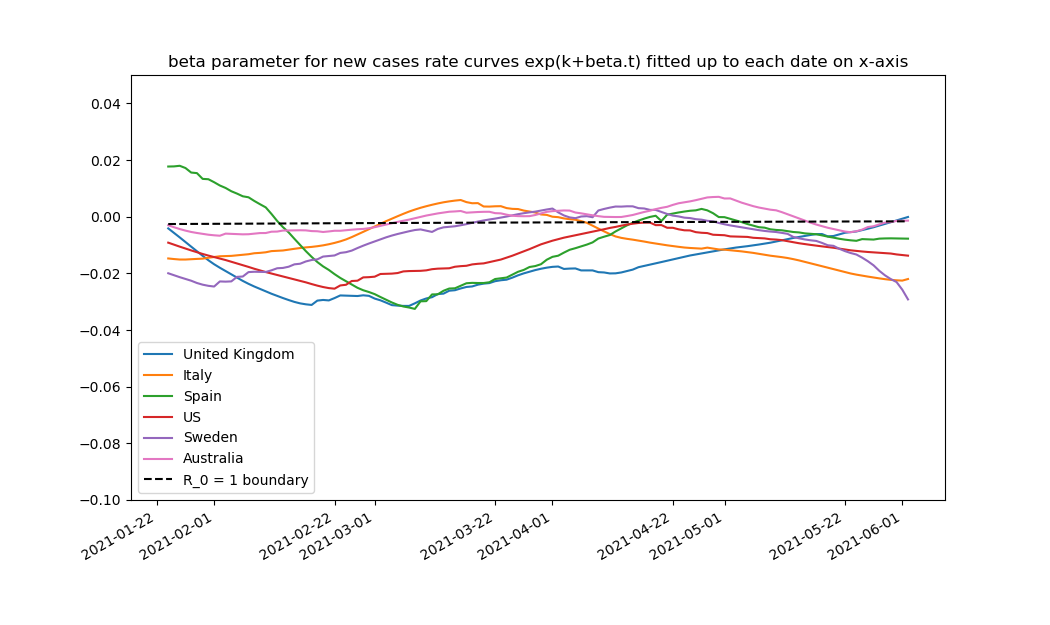 beta parameter for new cases rate curves exp(k+beta.t) fitted up to each date on x-axis
0.04
0.02
0.00
−0.02
−0.04
−0.06
−0.08
−0.10
United Kingdom
Italy
Spain
US
Sweden
Australia
R_0 = 1 boundary
2021-01-22
2021-02-01
2021-02-22
2021-03-01
2021-03-22
2021-04-01
2021-04-22
2021-05-01
2021-05-22
2021-06-01